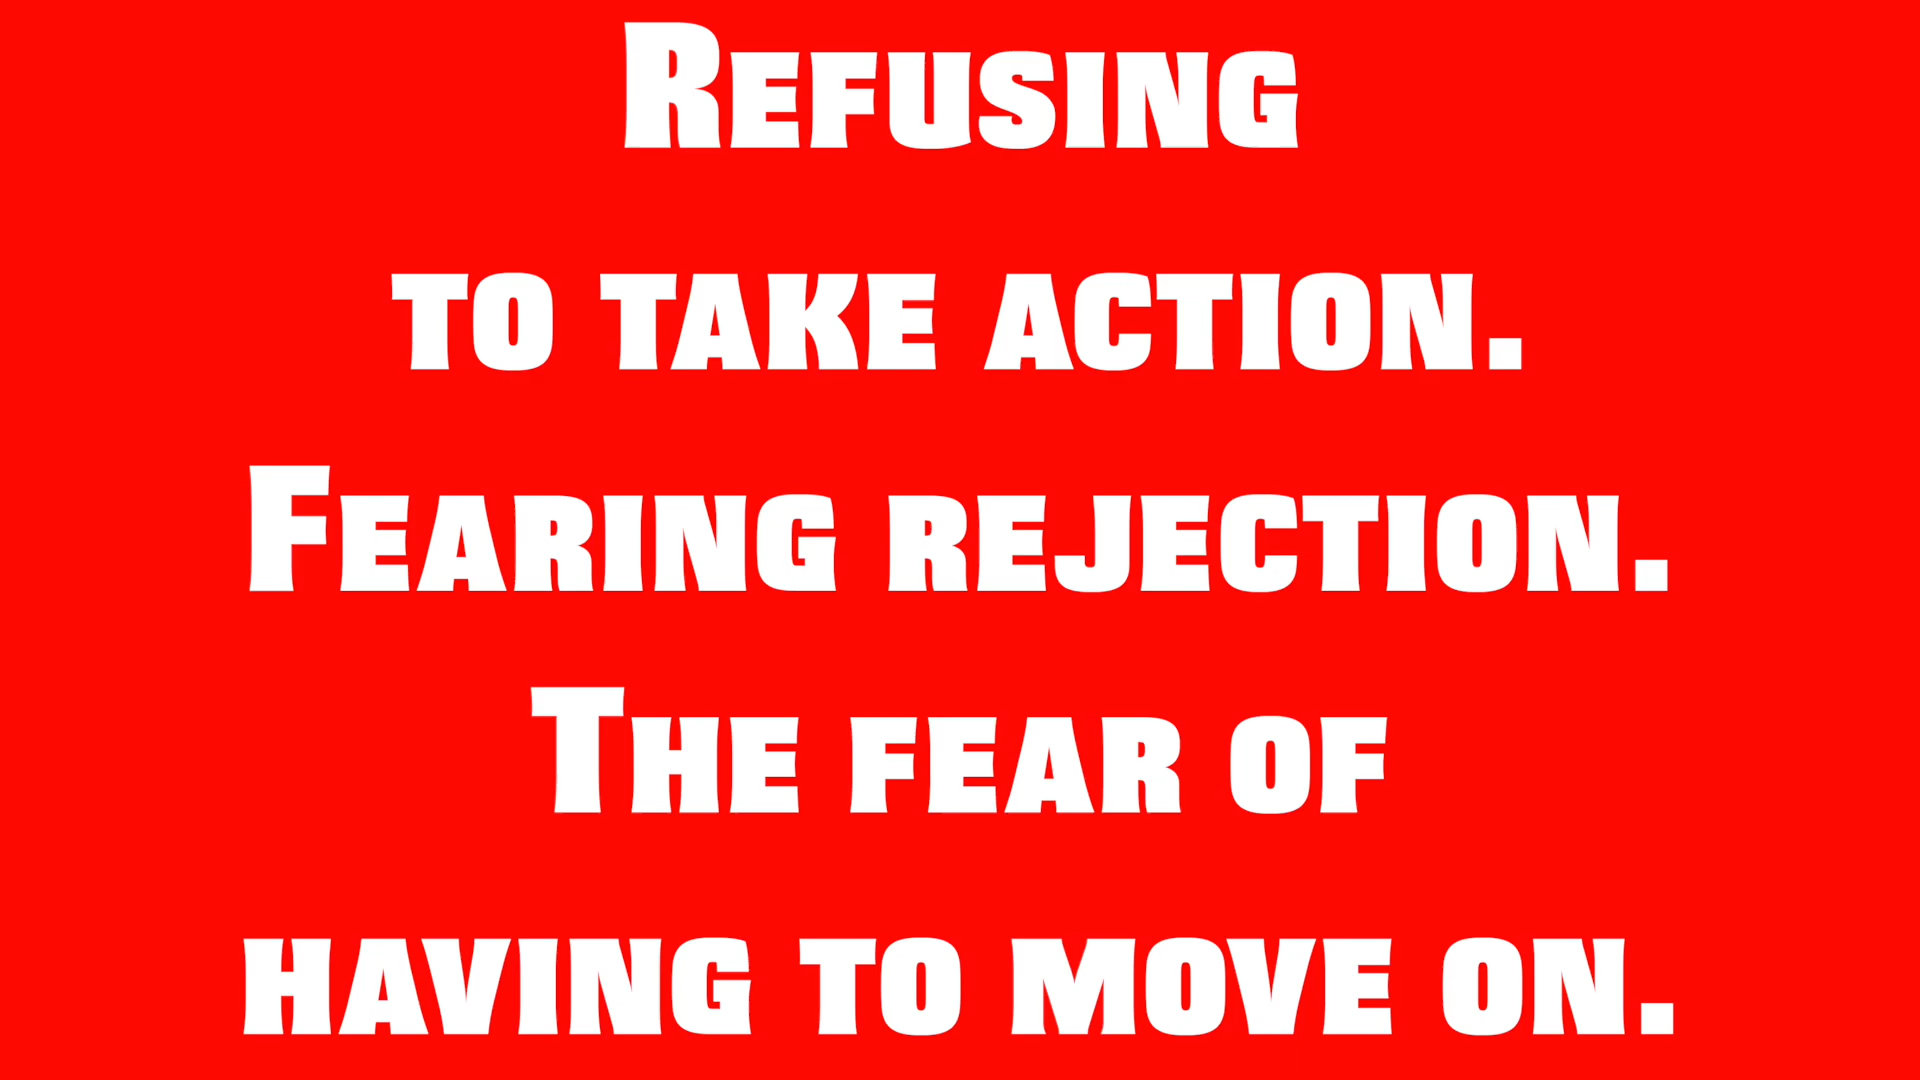 Refusing
to take action.
Fearing rejection.
The fear of
having to move on.